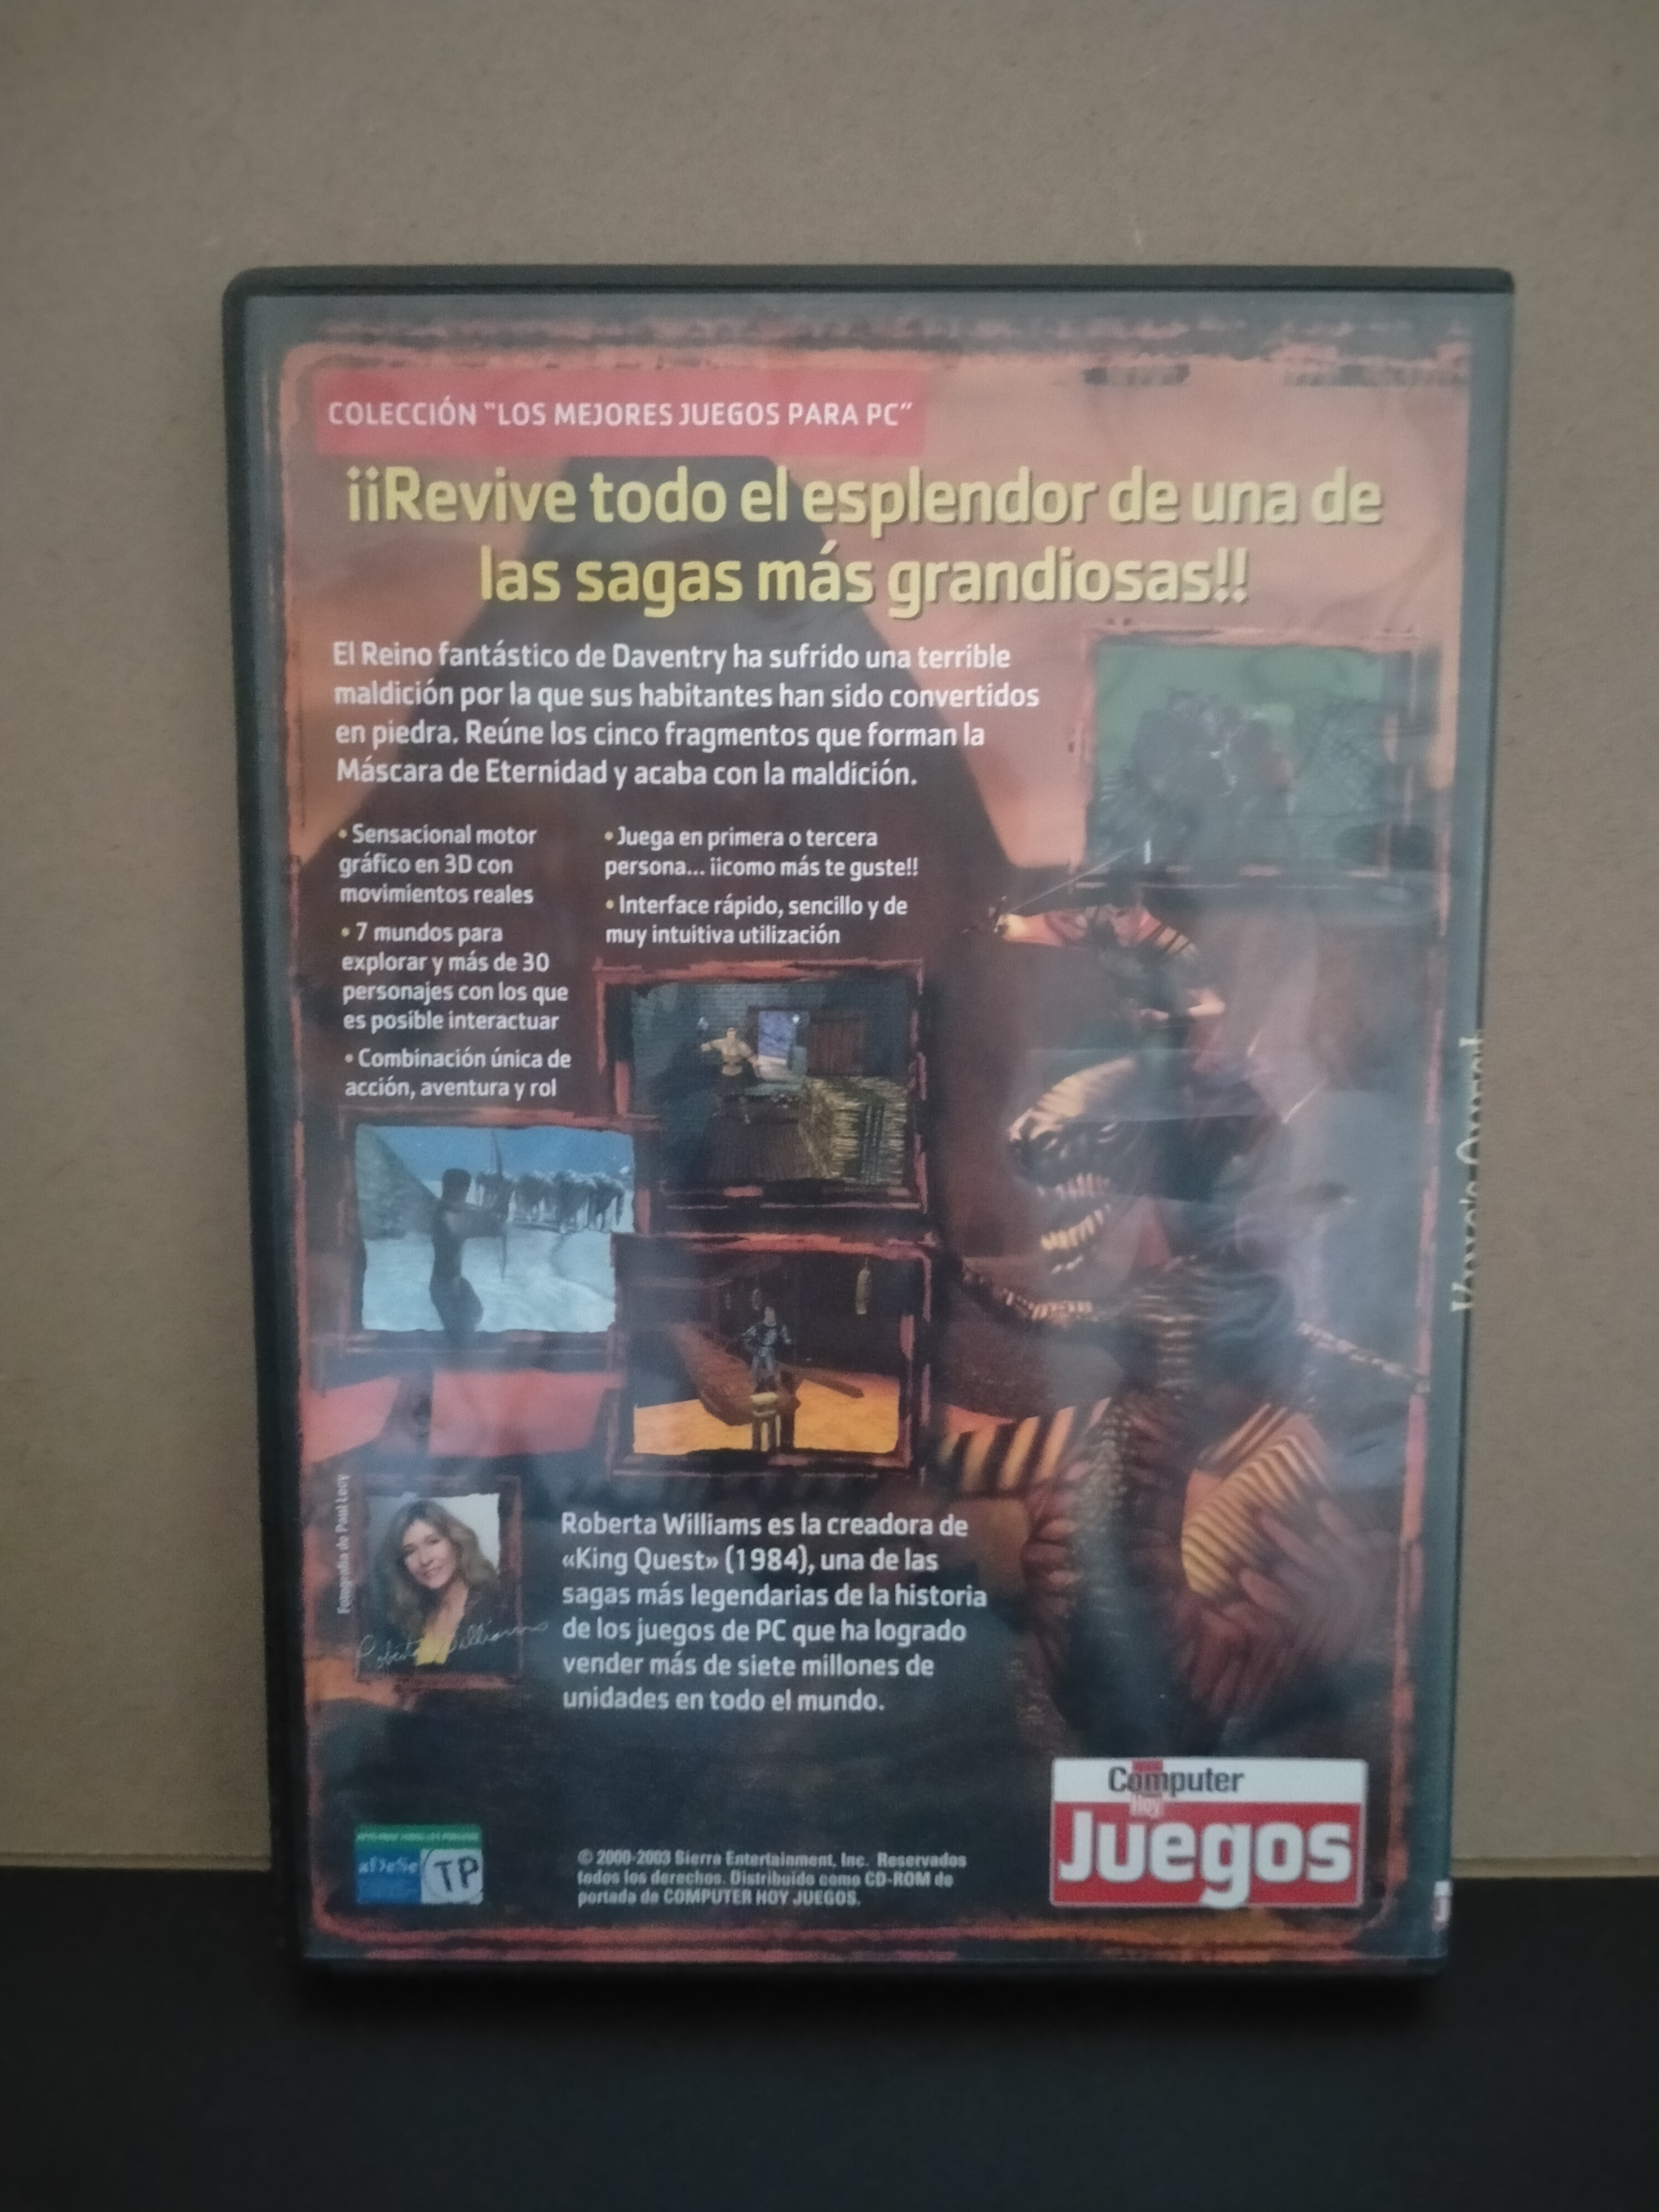 COLECCIÓN "LOS MEJORES JUEGOS PARA PC"
¡¡Revive todo el esplendor de una de
las sagas más grandiosas!!
El Reino fantástico de Daventry ha sufrido una terrible
maldición por la que sus habitantes han sido convertidos
en piedra. Reúne los cinco fragmentos que forman la
Máscara de Eternidad y acaba con la maldición.
• Sensacional motor
gráfico en 3D con
movimientos reales
• 7 mundos para
explorar y más de 30
personajes con los que
es posible interactuar
• Combinación única de
acción, aventura y rol
• Juega en primera o tercera
persona... ¡¡como más te guste!!
• Interface rápido, sencillo y de
muy intuitiva utilización
Fotografía de Paul Lecy
Roberta Williams
Roberta Williams es la creadora de
«King Quest» (1984), una de las
sagas más legendarias de la historia
de los juegos de PC que ha logrado
vender más de siete millones de
unidades en todo el mundo.
aDeSe TP
© 2000-2003 Sierra Entertainment, Inc. Reservados
todos los derechos. Distribuido como CD-ROM de
portada de COMPUTER HOY JUEGOS.
Computer
Hoy
Juegos